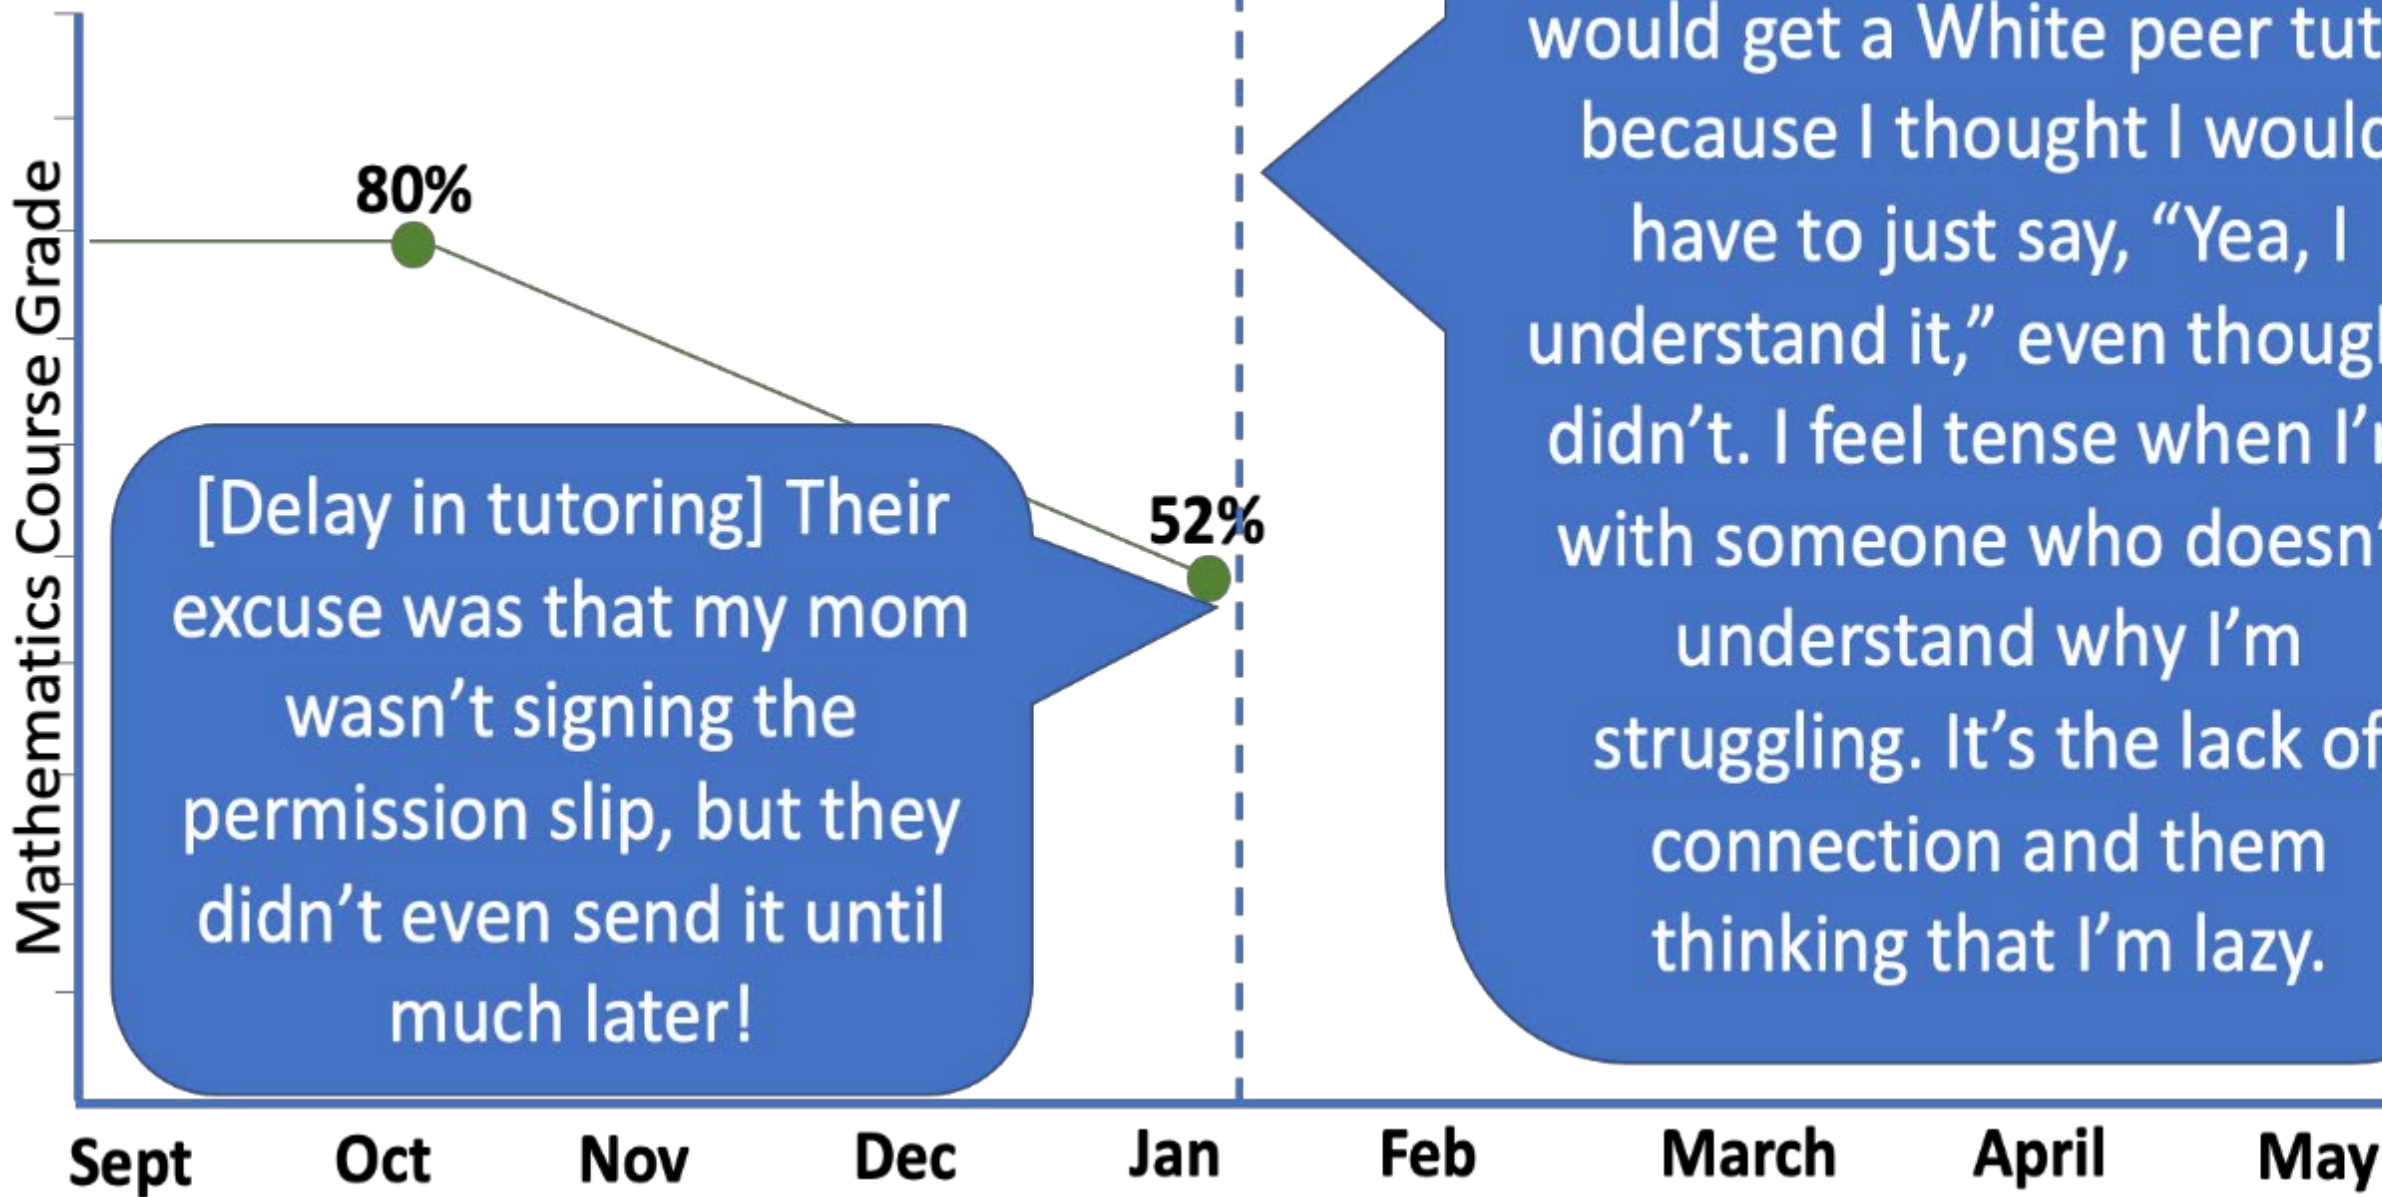 Mathematics Course Grade
80%
52%
[Delay in tutoring] Their
excuse was that my mom
wasn't signing the
permission slip, but they
didn't even send it until
much later!
would get a White peer
because I thought I would
have to just say, "Yea, I
understand it," even
didn't. I feel tense when
with someone who
understand why I'm
struggling. It's the lack of
connection and them
thinking that I'm lazy.
Sept Oct Nov Dec Jan Feb March April May